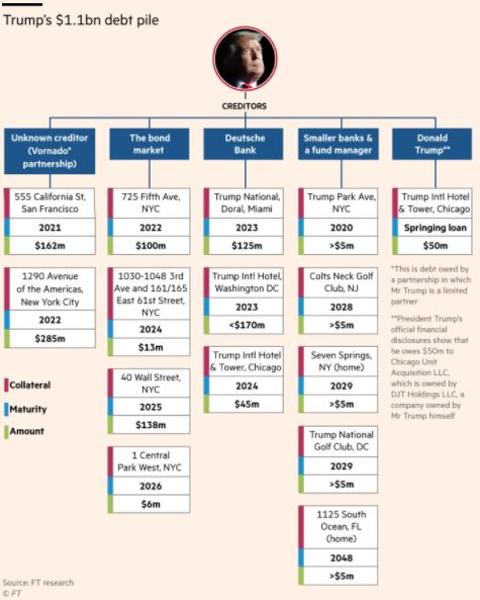 Trump's $1.1bn debt pile
CREDITORS
Unknown creditor
(Vornado*
partnership)
555 California St,
San Francisco
2021
$162m
1290 Avenue
of the Americas,
New York City
2022
$285m
The bond
market
725 Fifth Ave,
NYC
2022
$100m
1030-1048 3rd
Ave and 161/165
East 61st Street,
NYC
2024
$13m
40 Wall Street,
NYC
2025
$138m
1 Central
Park West, NYC
2026
$6m
Deutsche
Bank
Trump National,
Doral, Miami
2023
$125m
Trump Intl Hotel,
Washington DC
2023
<$170m
Trump Intl Hotel
& Tower, Chicago
2024
$45m
Smaller banks &
a fund manager
Trump Park Ave,
NYC
2020
>$5m
Colts Neck Golf
Club, NJ
2028
>$5m
Seven Springs,
NY (home)
2029
>$5m
Trump National
Golf Club, DC
2029
>$5m
1125 South
Ocean, FL
(home)
2048
>$5m
Donald
Trump**
Trump Intl Hotel
& Tower, Chicago
Springing loan
$50m
*This is debt owed by
a partnership in which
Mr Trump is a limited
partner
**President Trump's
official financial
disclosures show that
he owes $50m to
Chicago Unit
Acquisition LLC,
which is owned by
DJT Holdings LLC, a
company owned by
Mr Trump himself
Collateral
Maturity
Amount
Source: FT research
© FT